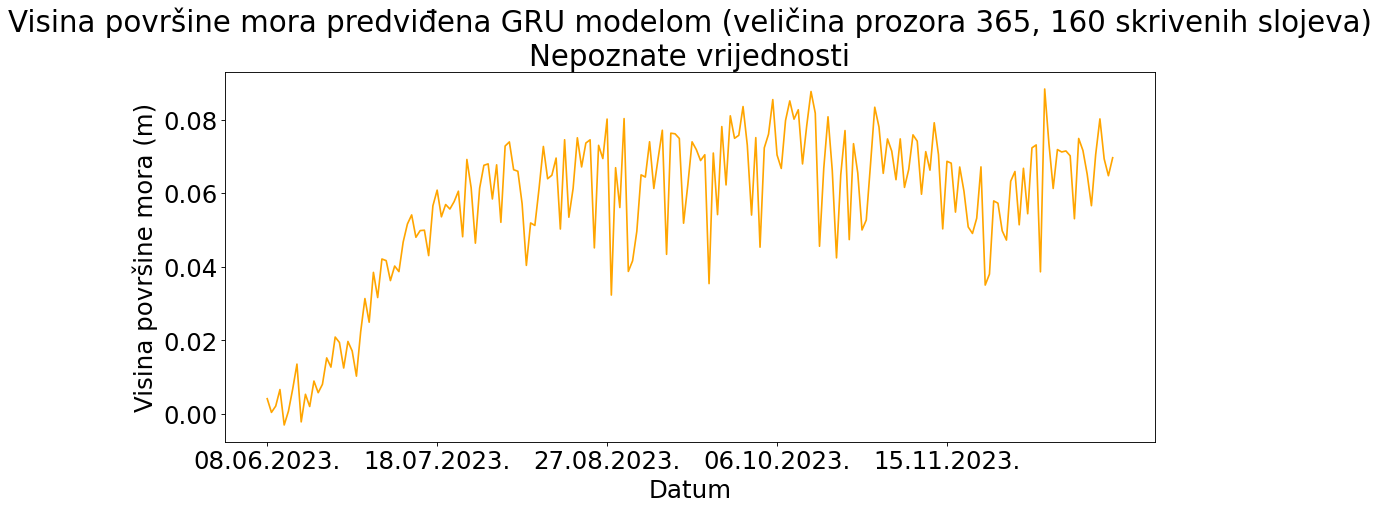 Visina površine mora predviđena GRU modelom (veličina prozora 365, 160 skrivenih slojeva)
Nepoznate vrijednosti
Visina površine mora (m)
0.08
0.06
0.04
0.02
0.00
08.06.2023. 18.07.2023. 27.08.2023. 06.10.2023. 15.11.2023.
Datum